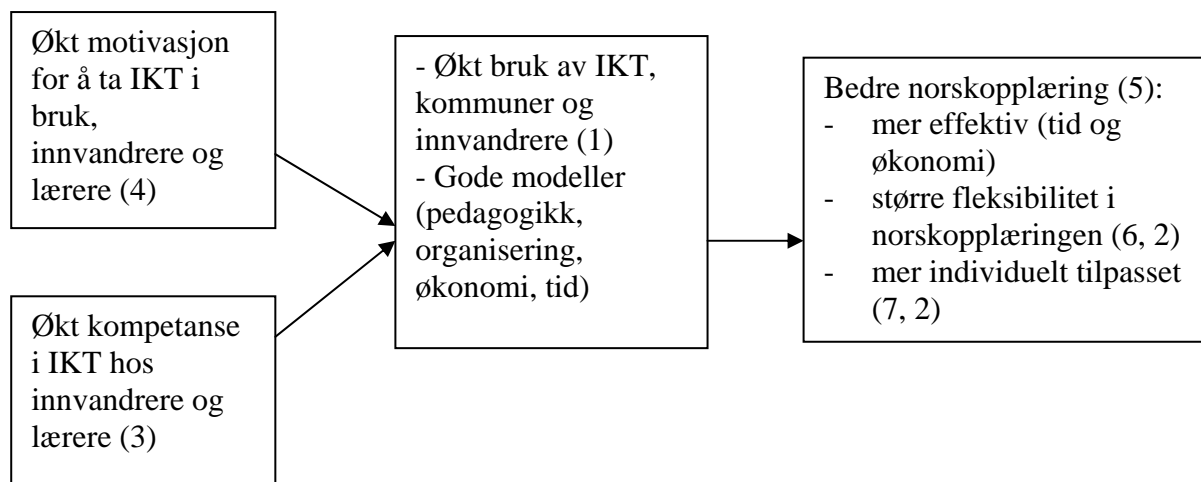 Økt motivasjon
for å ta IKT i
bruk,
innvandrere og
lærere (4)
Økt kompetanse
i IKT hos
innvandrere og
lærere (3)
- Økt bruk av IKT,
kommuner og
innvandrere (1)
- Gode modeller
(pedagogikk,
organisering,
økonomi, tid)
Bedre norskopplæring (5):
- mer effektiv (tid og
økonomi)
- større fleksibilitet i
norskopplæringen (6, 2)
- mer individuelt tilpasset
(7, 2)